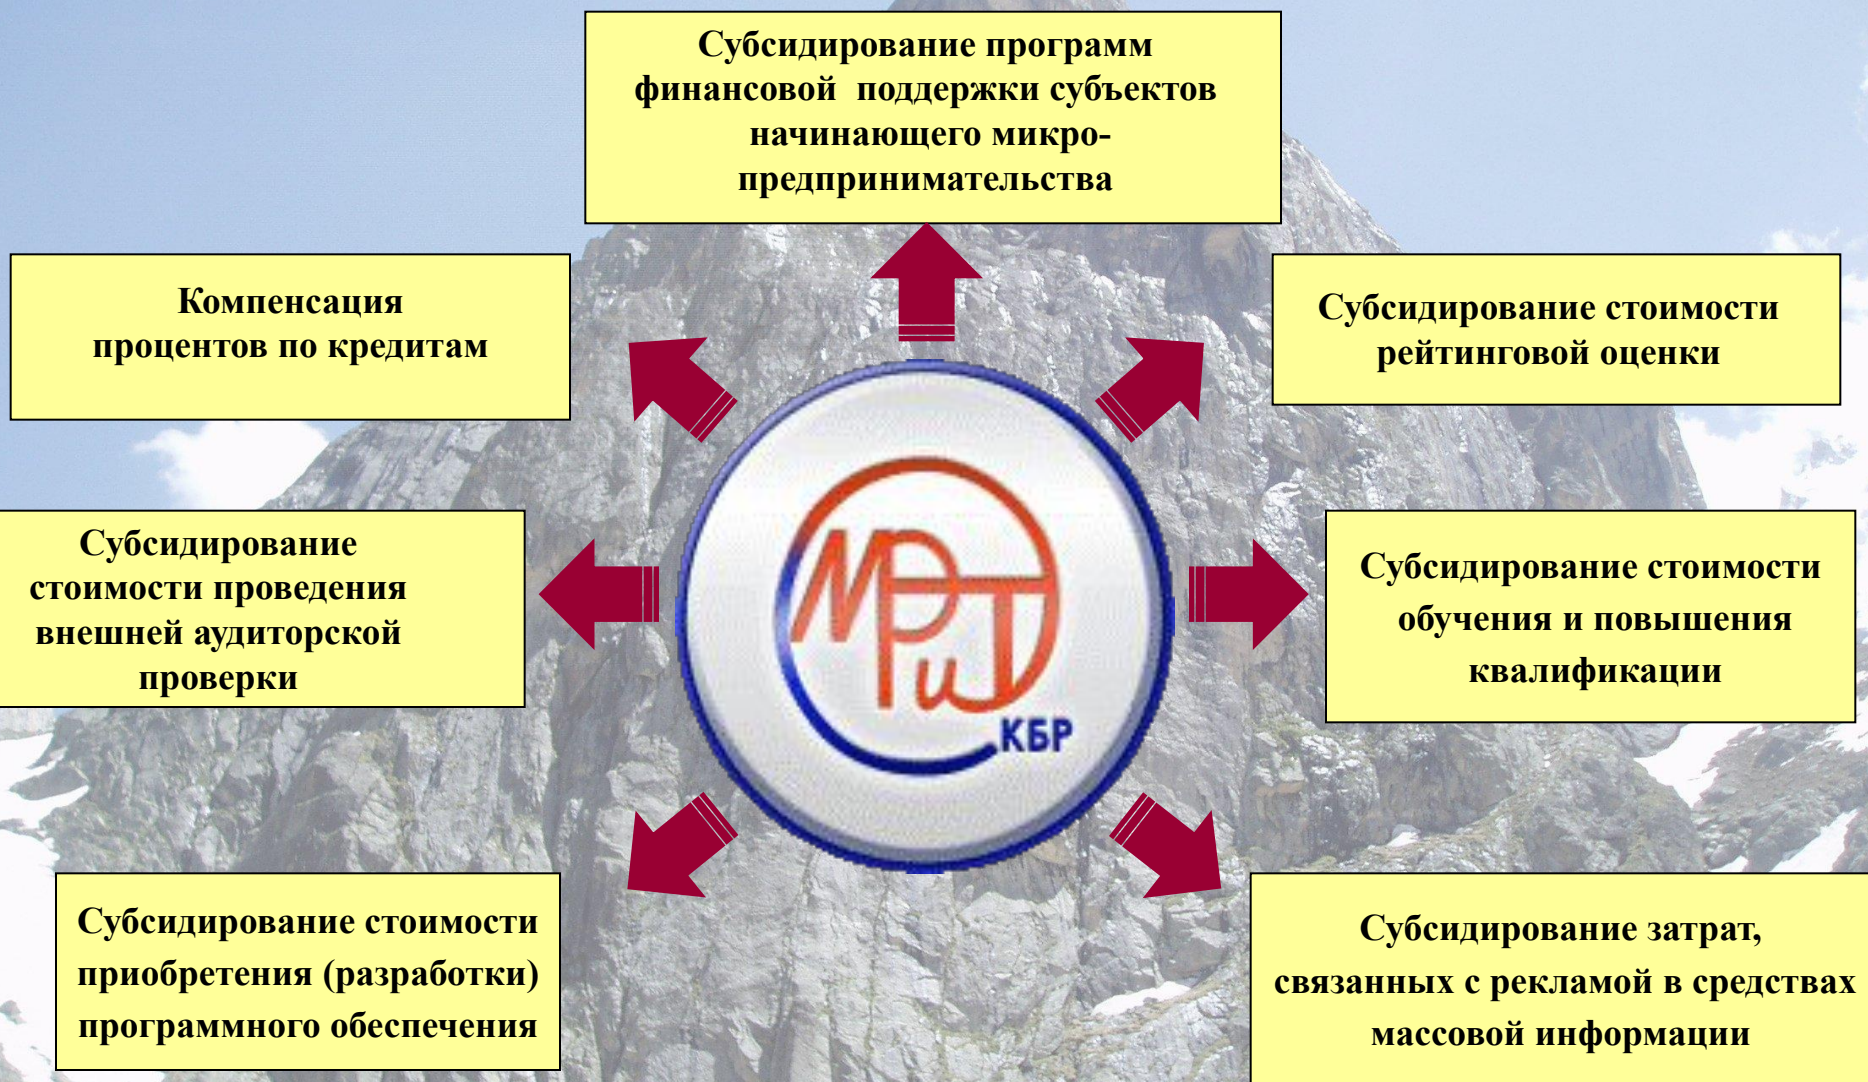 Субсидирование программ
финансовой поддержки субъектов
начинающего микро-
предпринимательства
Компенсация
процентов по кредитам
Субсидирование стоимости
рейтинговой оценки
Субсидирование
стоимости проведения
внешней аудиторской
проверки
МРиТ
КБР
Субсидирование стоимости
обучения и повышения
квалификации
Субсидирование стоимости
приобретения (разработки)
программного обеспечения
Субсидирование затрат,
связанных с рекламой в средствах
массовой информации